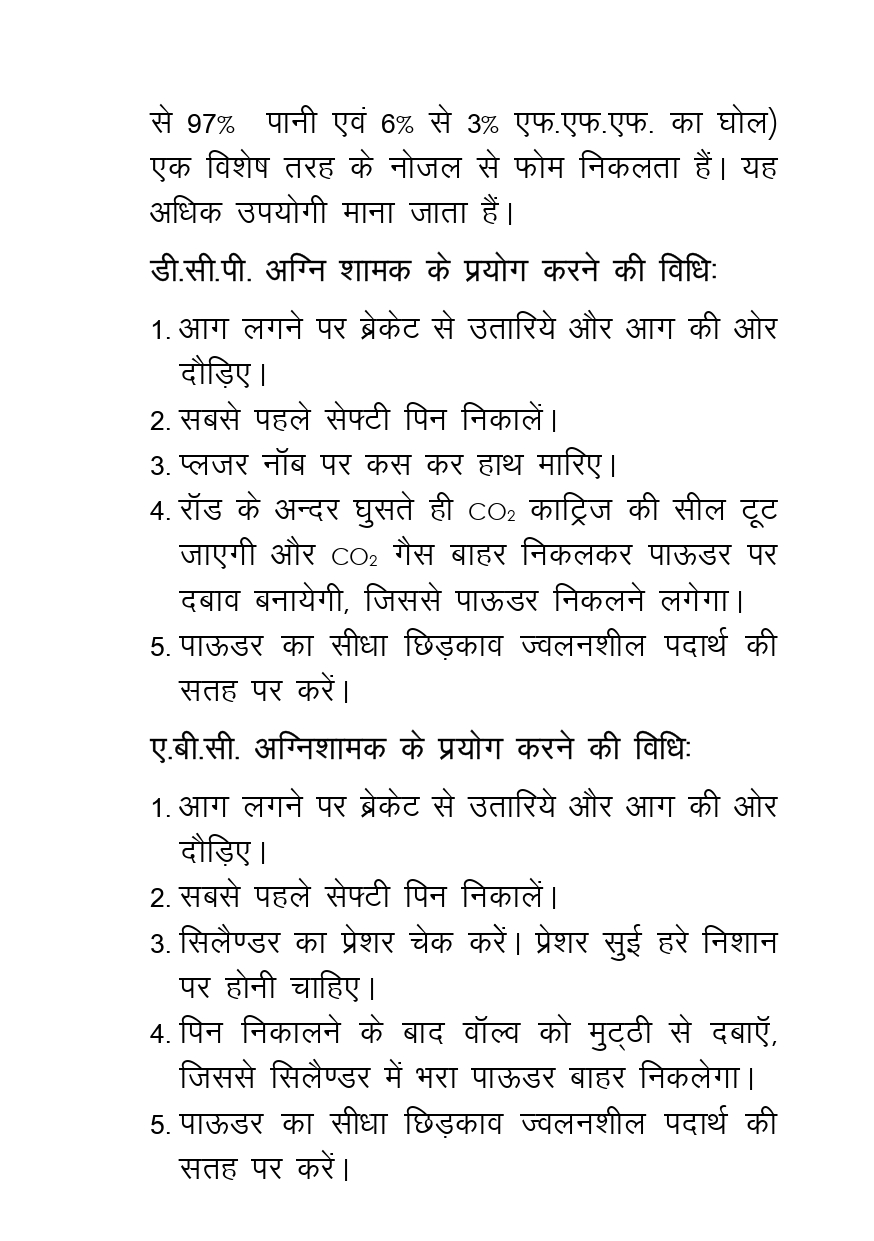 से 97% पानी एवं 6% से 3% एफ.एफ.एफ. का घोल)
एक विशेष तरह के नोजल से फोम निकलता हैं। यह
अधिक उपयोगी माना जाता हैं।
डी.सी.पी. अग्नि शामक के प्रयोग करने की विधिः
1. आग लगने पर ब्रेकेट से उतारिये और आग की ओर
दौड़िए।
2. सबसे पहले सेफ्टी पिन निकालें।
3. प्लजर नॉब पर कस कर हाथ मारिए।
4. रॉड के अन्दर घुसते ही CO₂ काट्रिज की सील टूट
जाएगी और CO₂ गैस बाहर निकलकर पाऊडर पर
दबाव बनायेगी, जिससे पाऊडर निकलने लगेगा।
5. पाऊडर का सीधा छिड़काव ज्वलनशील पदार्थ की
सतह पर करें।
ए.बी.सी. अग्निशामक के प्रयोग करने की विधिः
1. आग लगने पर ब्रेकेट से उतारिये और आग की ओर
दौड़िए।
2. सबसे पहले सेफ्टी पिन निकालें।
3. सिलैण्डर का प्रेशर चेक करें। प्रेशर सुई हरे निशान
पर होनी चाहिए।
4. पिन निकालने के बाद वॉल्व को मुट्ठी से दबाऍ,
जिससे सिलैण्डर में भरा पाऊडर बाहर निकलेगा।
5. पाऊडर का सीधा छिड़काव ज्वलनशील पदार्थ की
सतह पर करें।